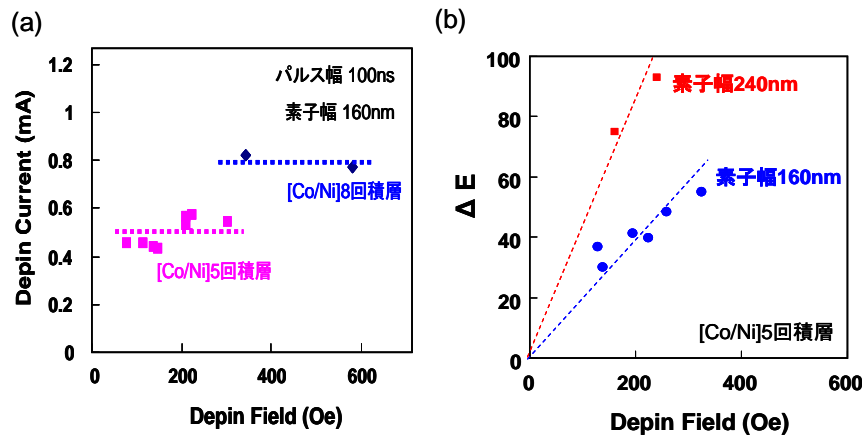 (a)
(b)
Depin Current (mA)
1.2
1
0.8
0.6
0.4
0.2
0
パルス幅 100ns
素子幅 160nm
[Co/Ni]8回積層
[Co/Ni]5回積層
0
200
400
600
Depin Field (Oe)
Δ E
100
80
60
40
20
0
素子幅240nm
素子幅160nm
[Co/Ni]5回積層
0
200
400
600
Depin Field (Oe)